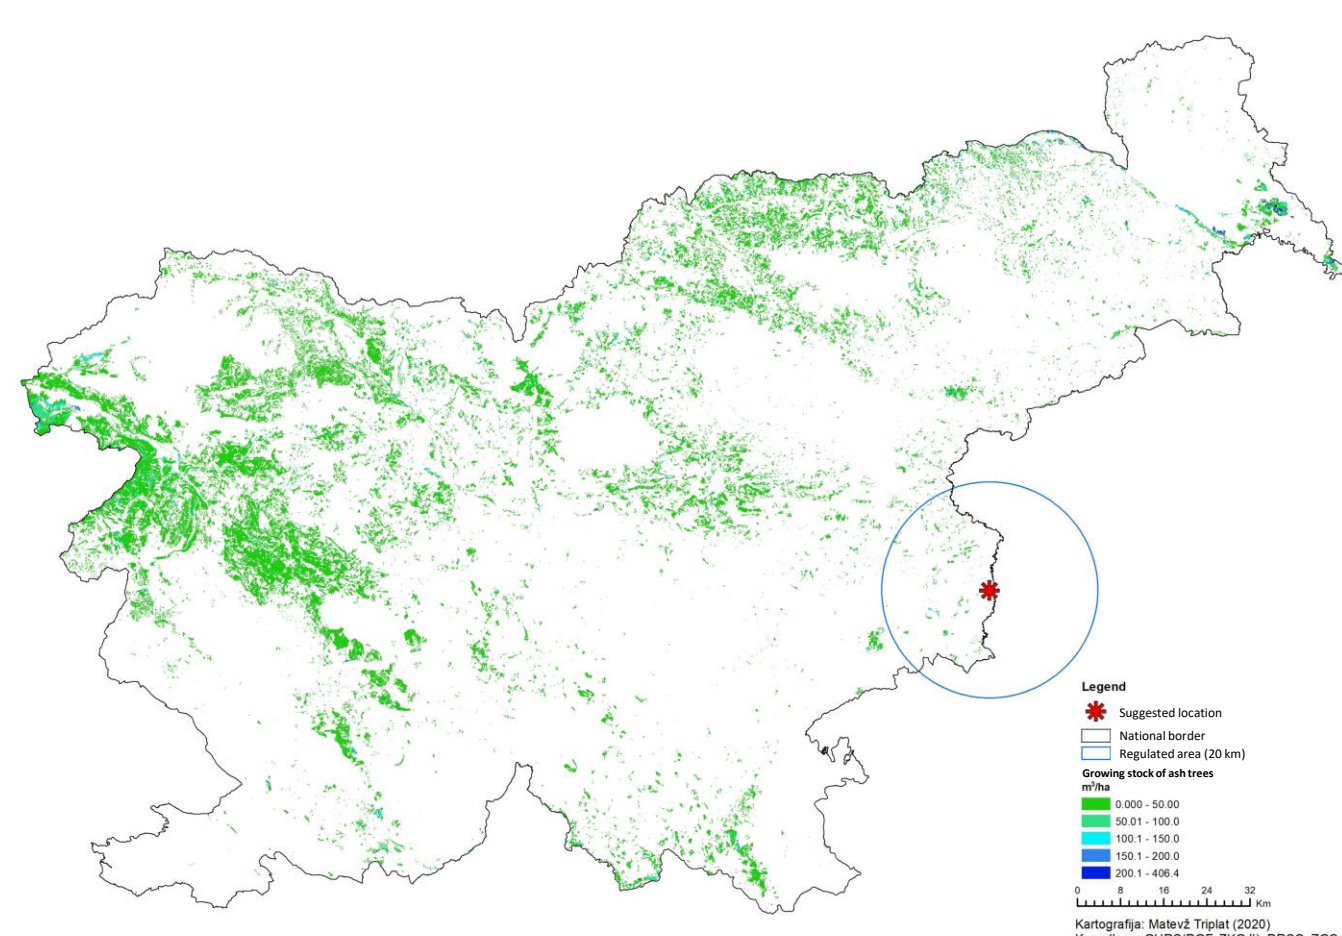 Legend
Suggested location
National border
Regulated area (20 km)
Growing stock of ash trees
m³/ha
0.000 - 50.00
50.01 - 100.0
100.1 - 150.0
150.1 - 200.0
200.1 - 406.4
0 8 16 24 32
Km
Kartografija: Matevž Triplat (2020)